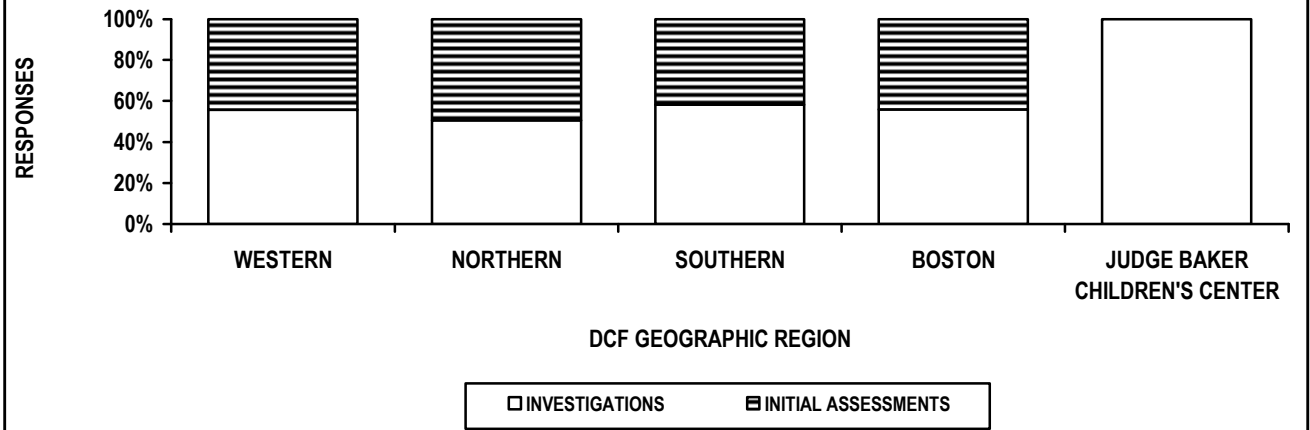 RESPONSES
100%
80%
60%
40%
20%
0%
WESTERN NORTHERN SOUTHERN BOSTON JUDGE BAKER
CHILDREN'S CENTER
DCF GEOGRAPHIC REGION
INVESTIGATIONS INITIAL ASSESSMENTS